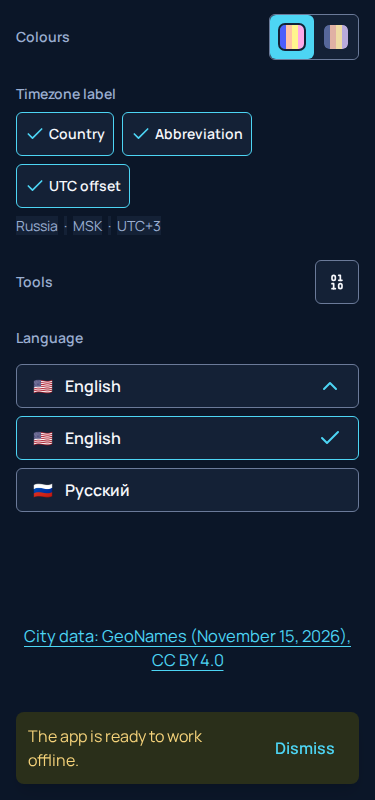 Colours
Timezone label
Country
Abbreviation
UTC offset
Russia · MSK · UTC+3
Tools
01
10
Language
English
English
Русский
City data: GeoNames (November 15, 2026),
CC BY 4.0
The app is ready to work
offline.
Dismiss